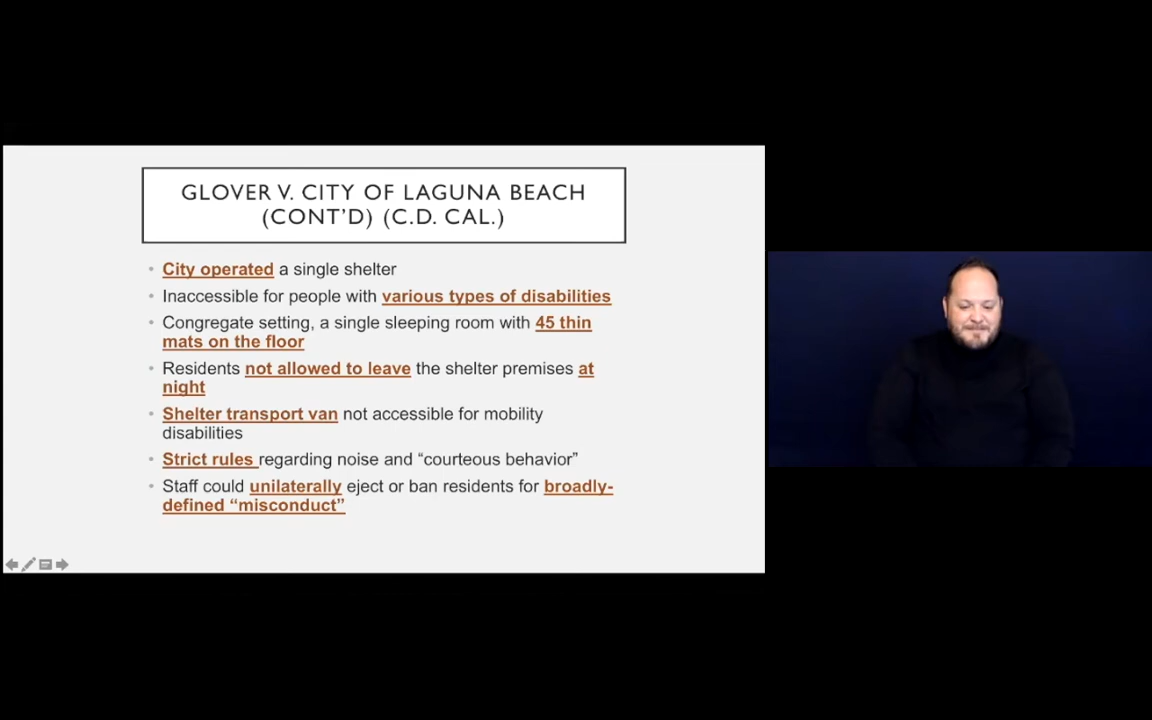 GLOVER V. CITY OF LAGUNA BEACH
(CONT’D) (C.D. CAL.)
• City operated a single shelter
• Inaccessible for people with various types of disabilities
• Congregate setting, a single sleeping room with 45 thin
mats on the floor
• Residents not allowed to leave the shelter premises at
night
• Shelter transport van not accessible for mobility
disabilities
• Strict rules regarding noise and “courteous behavior”
• Staff could unilaterally eject or ban residents for broadly-
defined “misconduct”